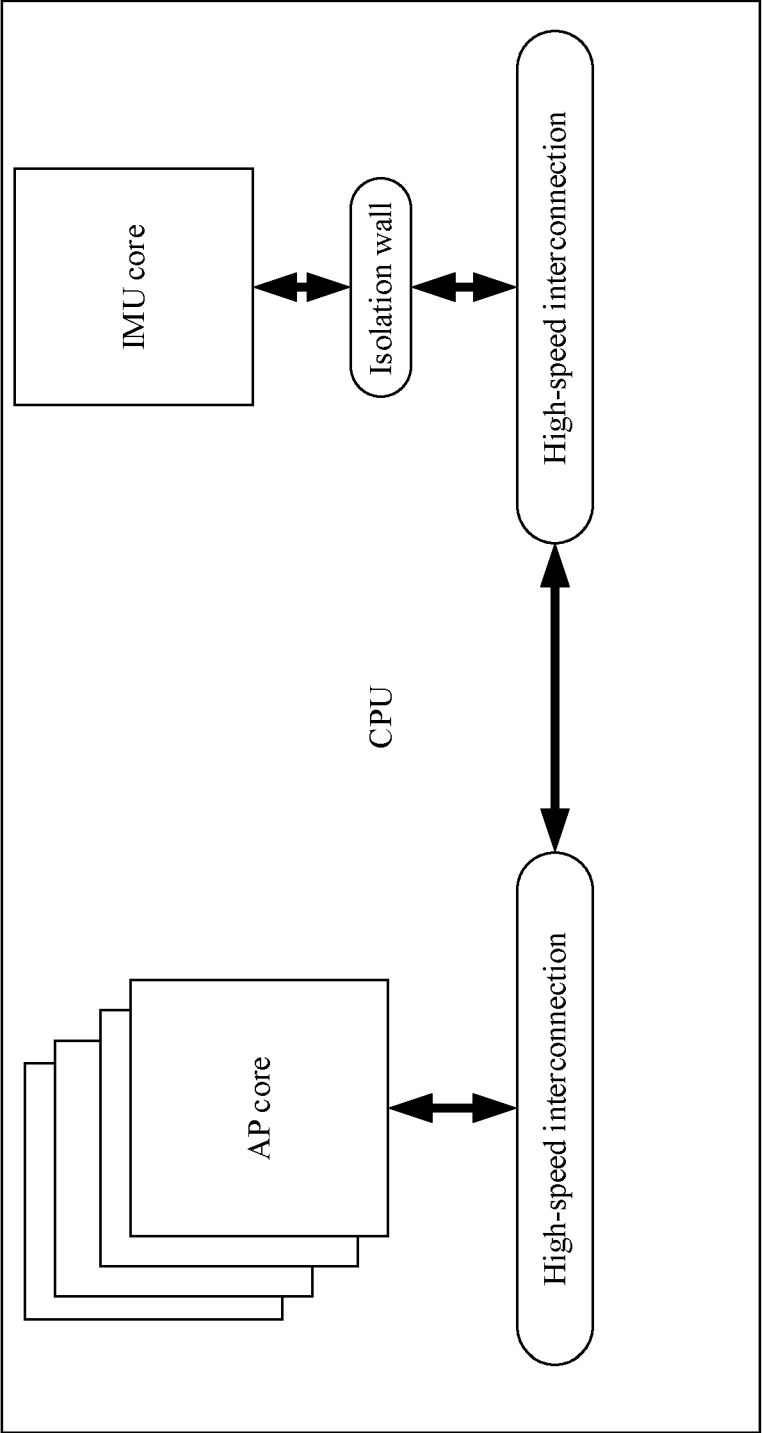 AP core
IMU core
Isolation wall
CPU
High-speed interconnection
High-speed interconnection